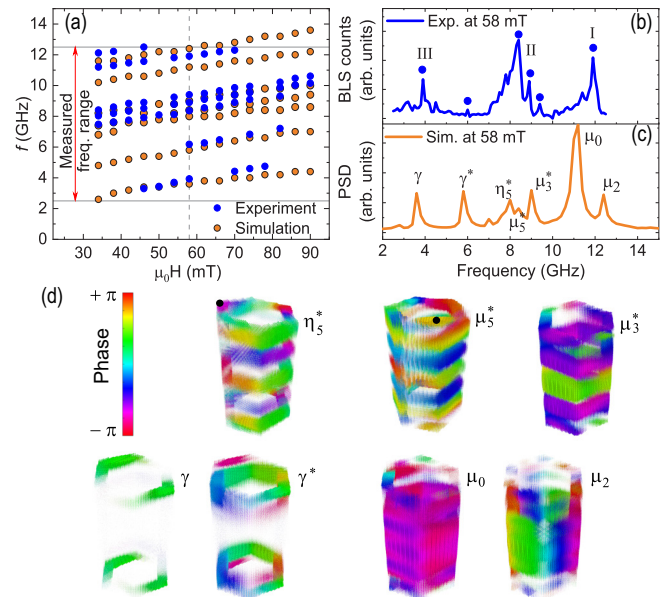 (a)
14
12
10
8
6
4
2
0
f (GHz)
Measured
freq. range
Experiment
Simulation
30 40 50 60 70 80 90
μ₀H (mT)
(b)
Exp. at 58 mT
BLS counts
(arb. units)
III
II
I
(c)
Sim. at 58 mT
PSD
(arb. units)
γ
γ*
η₅*
μ₅*
μ₃*
μ₀
μ₂
2 4 6 8 10 12 14
Frequency (GHz)
(d)
+ π
Phase
− π
η₅*
μ₅*
μ₃*
γ
γ*
μ₀
μ₂